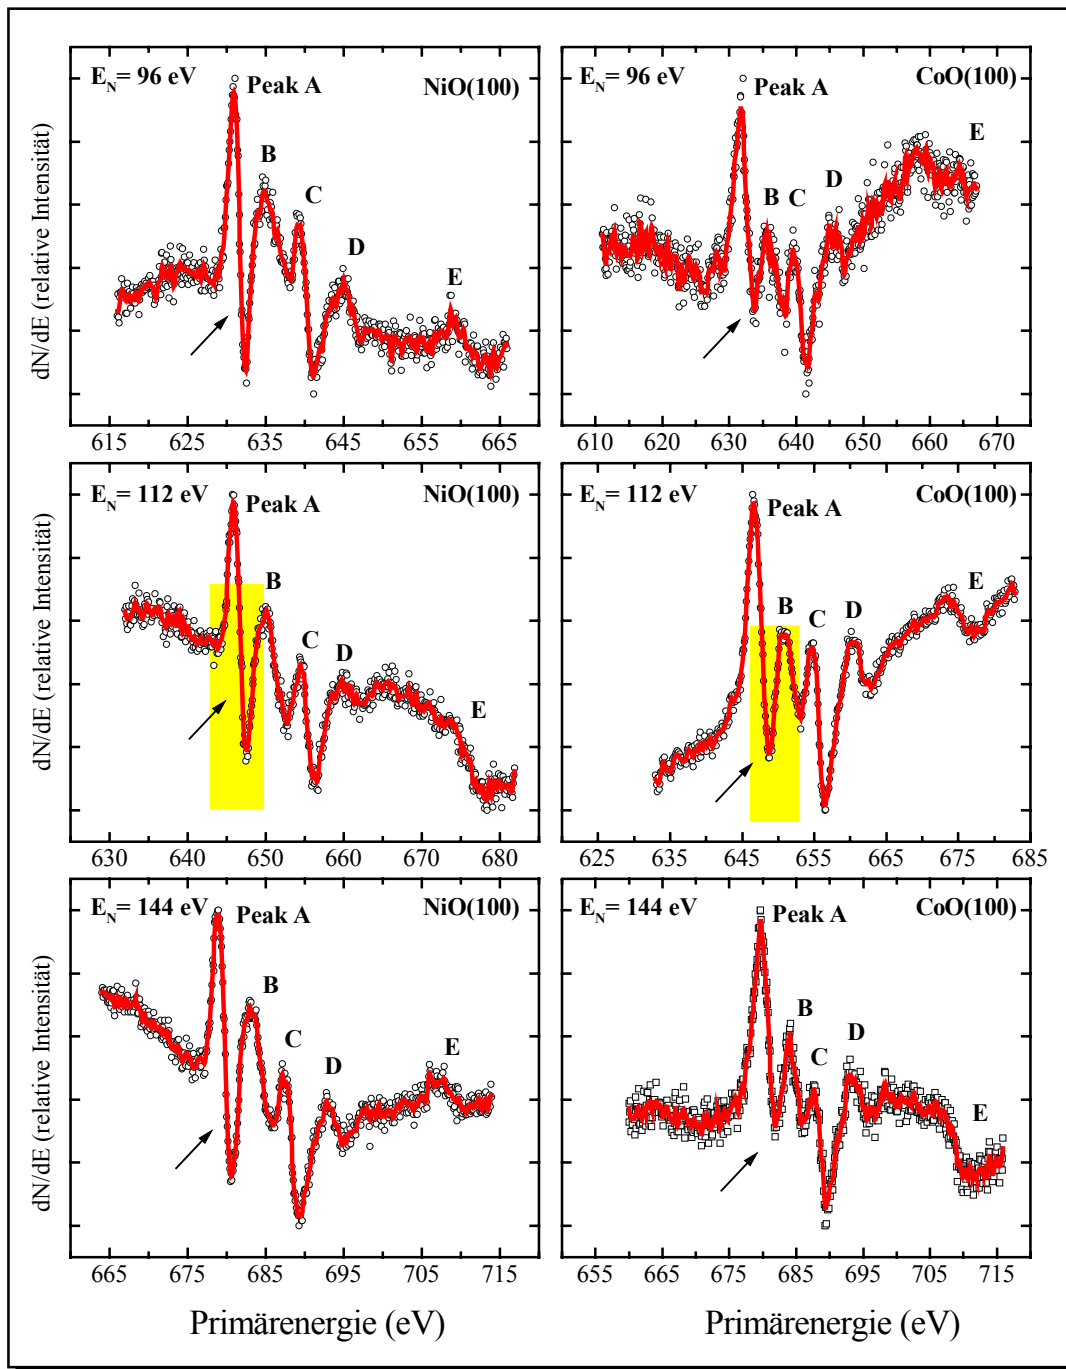 E_N= 96 eV
Peak A
NiO(100)
B
C
D
E
615 625 635 645 655 665
dN/dE (relative Intensität)
E_N= 96 eV
Peak A
CoO(100)
B
C
D
E
610 620 630 640 650 660 670
E_N= 112 eV
Peak A
NiO(100)
B
C
D
E
630 640 650 660 670 680
dN/dE (relative Intensität)
E_N= 112 eV
Peak A
CoO(100)
B
C
D
E
625 635 645 655 665 675 685
E_N= 144 eV
Peak A
NiO(100)
B
C
D
E
665 675 685 695 705 715
dN/dE (relative Intensität)
Primärenergie (eV)
E_N= 144 eV
Peak A
CoO(100)
B
C
D
E
655 665 675 685 695 705 715
Primärenergie (eV)